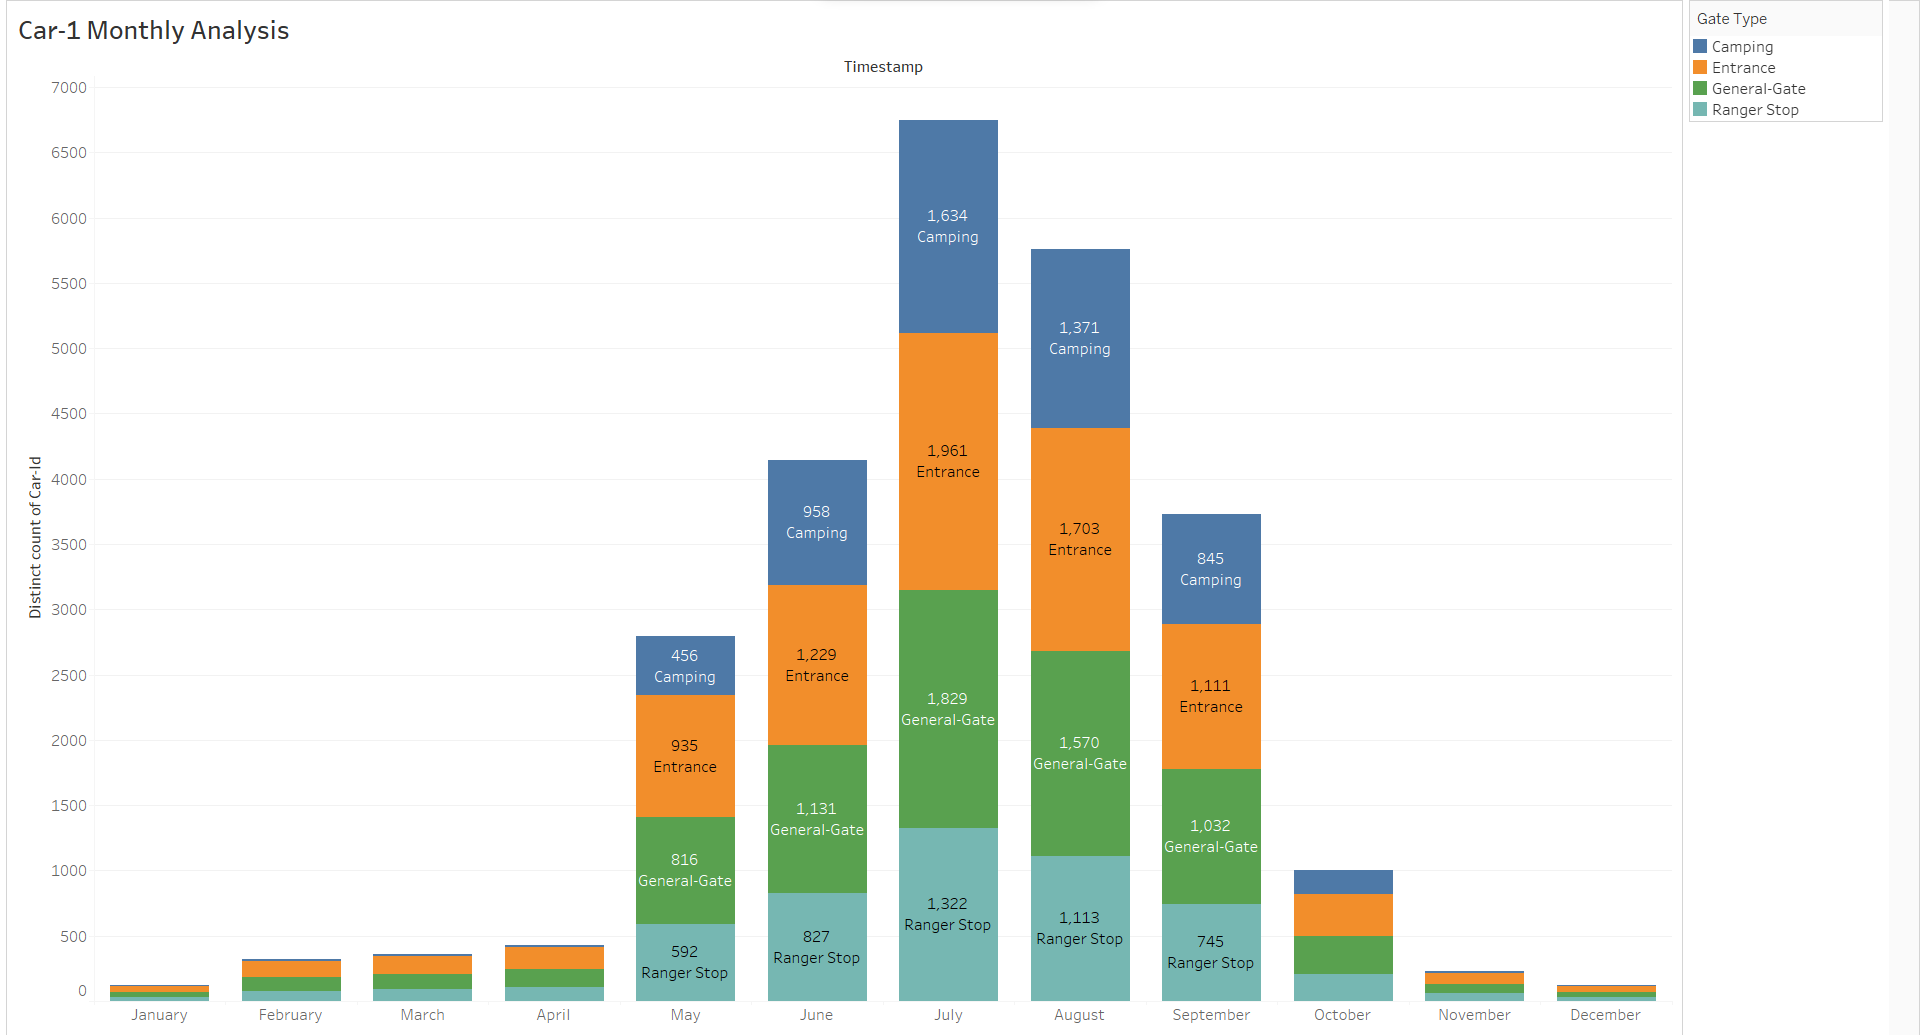 Car-1 Monthly Analysis
Timestamp
Distinct count of Car-Id
7000
6500
6000
5500
5000
4500
4000
3500
3000
2500
2000
1500
1000
500
0
456
Camping
935
Entrance
816
General-Gate
592
Ranger Stop
958
Camping
1,229
Entrance
1,131
General-Gate
827
Ranger Stop
1,634
Camping
1,961
Entrance
1,829
General-Gate
1,322
Ranger Stop
1,371
Camping
1,703
Entrance
1,570
General-Gate
1,113
Ranger Stop
845
Camping
1,111
Entrance
1,032
General-Gate
745
Ranger Stop
January February March April May June July August September October November December
Gate Type
Camping
Entrance
General-Gate
Ranger Stop